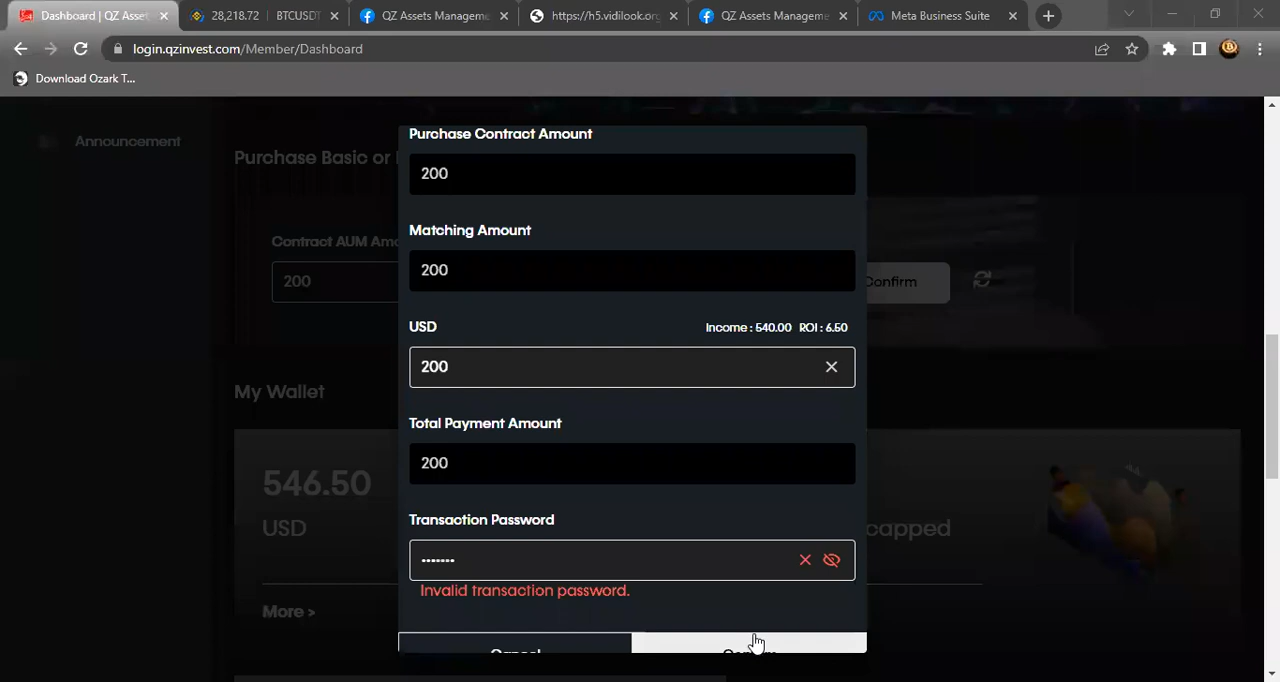 Dashboard | QZ Asset
28,218.72 | BTCUSDT
QZ Assets Manageme
https://h5.vidilook.org
QZ Assets Manageme
Meta Business Suite
login.qzinvest.com/Member/Dashboard
Download Ozark T...
Announcement
Purchase Basic or
Contract AUM Amo
200
Confirm
My Wallet
546.50
USD
capped
More >
Purchase Contract Amount
200
Matching Amount
200
USD
Income : 540.00 ROI : 6.50
200
Total Payment Amount
200
Transaction Password
•••••••
Invalid transaction password.
Cancel
Confirm